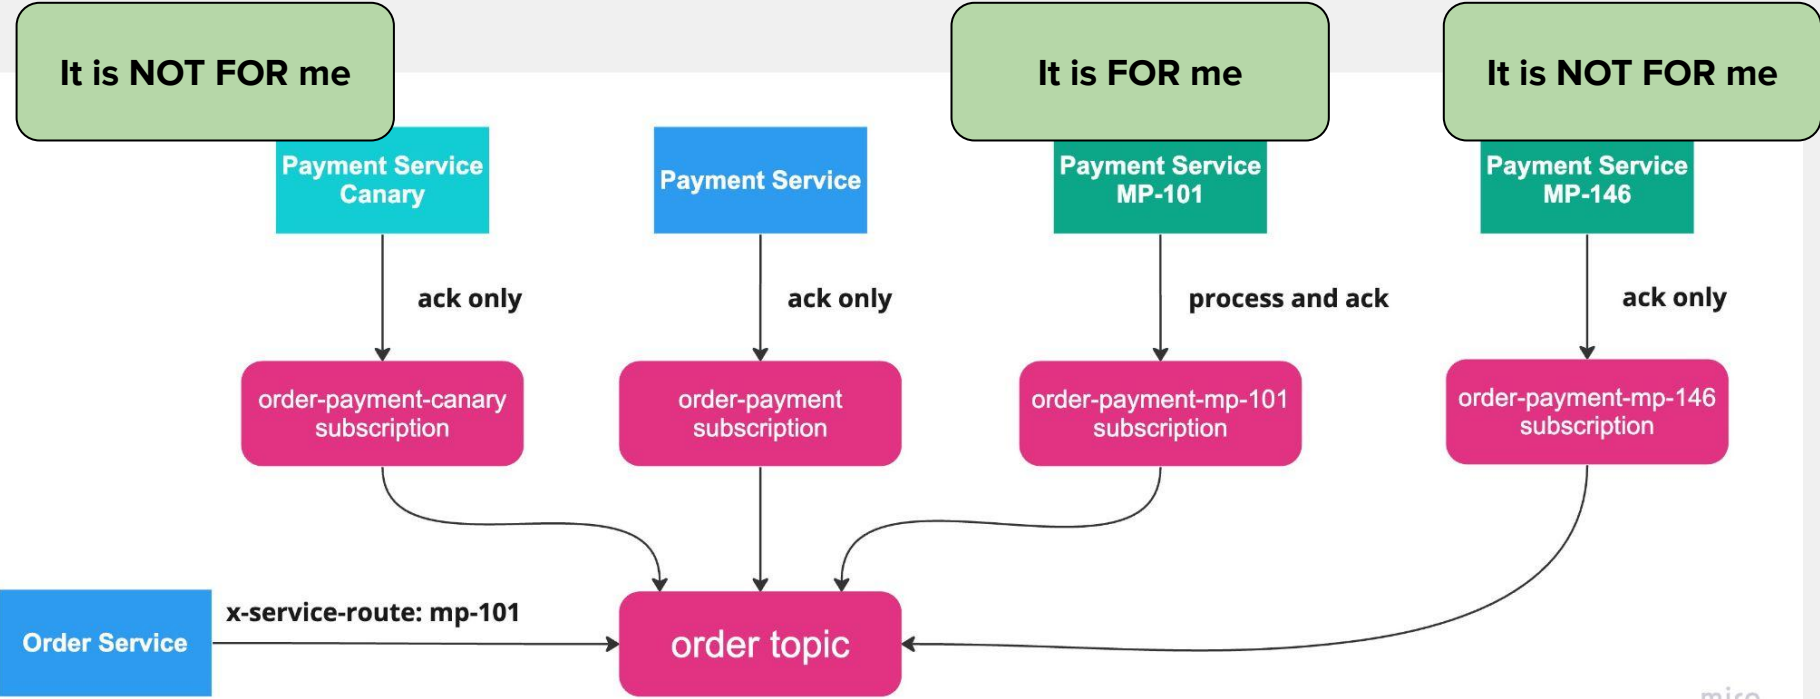 It is NOT FOR me
It is FOR me
It is NOT FOR me
Payment Service
Canary
Payment Service
Payment Service
MP-101
Payment Service
MP-146
ack only
ack only
process and ack
ack only
order-payment-canary
subscription
order-payment
subscription
order-payment-mp-101
subscription
order-payment-mp-146
subscription
x-service-route: mp-101
Order Service
order topic
miro